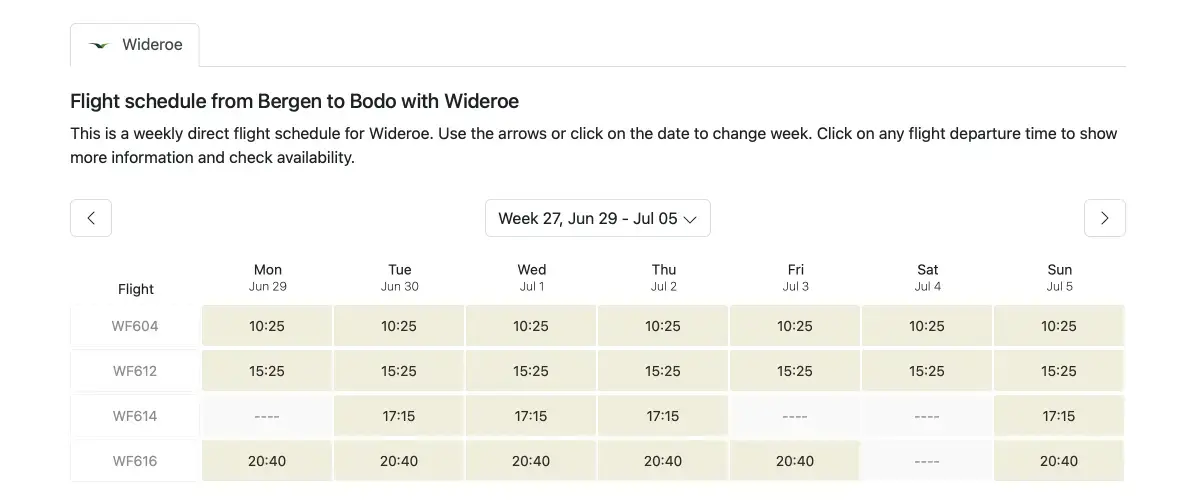 Wideroe
Flight schedule from Bergen to Bodo with Wideroe
This is a weekly direct flight schedule for Wideroe. Use the arrows or click on the date to change week. Click on any flight departure time to show
more information and check availability.
Week 27, Jun 29 - Jul 05
Flight Mon Tue Wed Thu Fri Sat Sun
Jun 29 Jun 30 Jul 1 Jul 2 Jul 3 Jul 4 Jul 5
WF604 10:25 10:25 10:25 10:25 10:25 10:25 10:25
WF612 15:25 15:25 15:25 15:25 15:25 15:25 15:25
WF614 ---- 17:15 17:15 17:15 ---- ---- 17:15
WF616 20:40 20:40 20:40 20:40 20:40 ---- 20:40